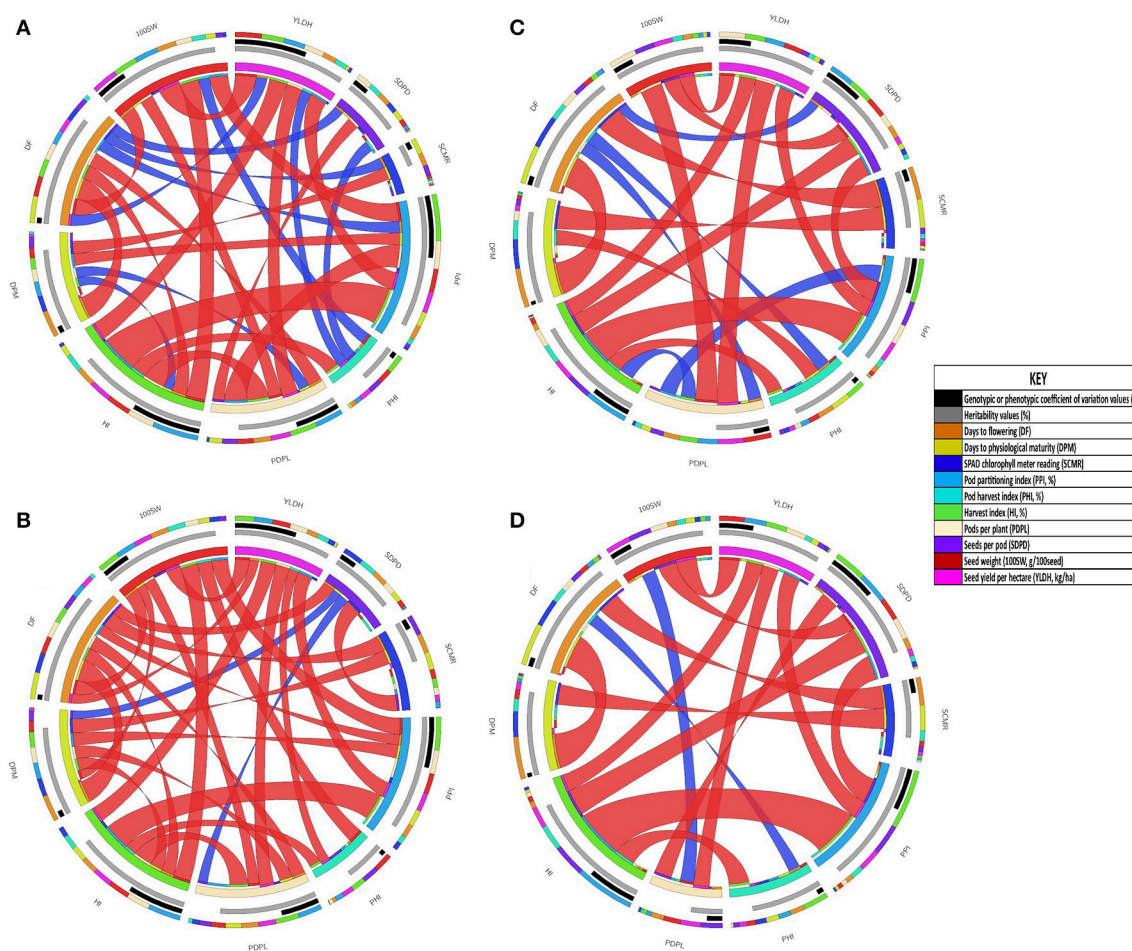 A
100SW
YLDH
SDPD
SCMR
PPI
PHI
PDPL
HI
DPM
DF
C
100SW
YLDH
SDPD
SCMR
PPI
PHI
PDPL
HI
DPM
DF
B
100SW
YLDH
SDPD
SCMR
PPI
PHI
PDPL
HI
DPM
DF
D
100SW
YLDH
SDPD
SCMR
PPI
PHI
PDPL
HI
DPM
DF
KEY
Genotypic or phenotypic coefficient of variation values (
Heritability values (%)
Days to flowering (DF)
Days to physiological maturity (DPM)
SPAD chlorophyll meter reading (SCMR)
Pod partitioning index (PPI, %)
Pod harvest index (PHI, %)
Harvest index (HI, %)
Pods per plant (PDPL)
Seeds per pod (SDPD)
Seed weight (100SW, g/100seed)
Seed yield per hectare (YLDH, kg/ha)